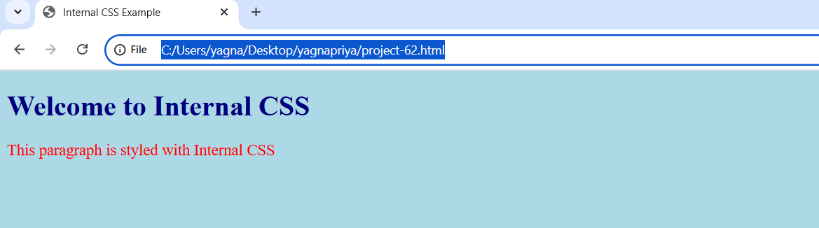 Internal CSS Example
File C:/Users/yagna/Desktop/yagnapriya/project-62.html
Welcome to Internal CSS
This paragraph is styled with Internal CSS